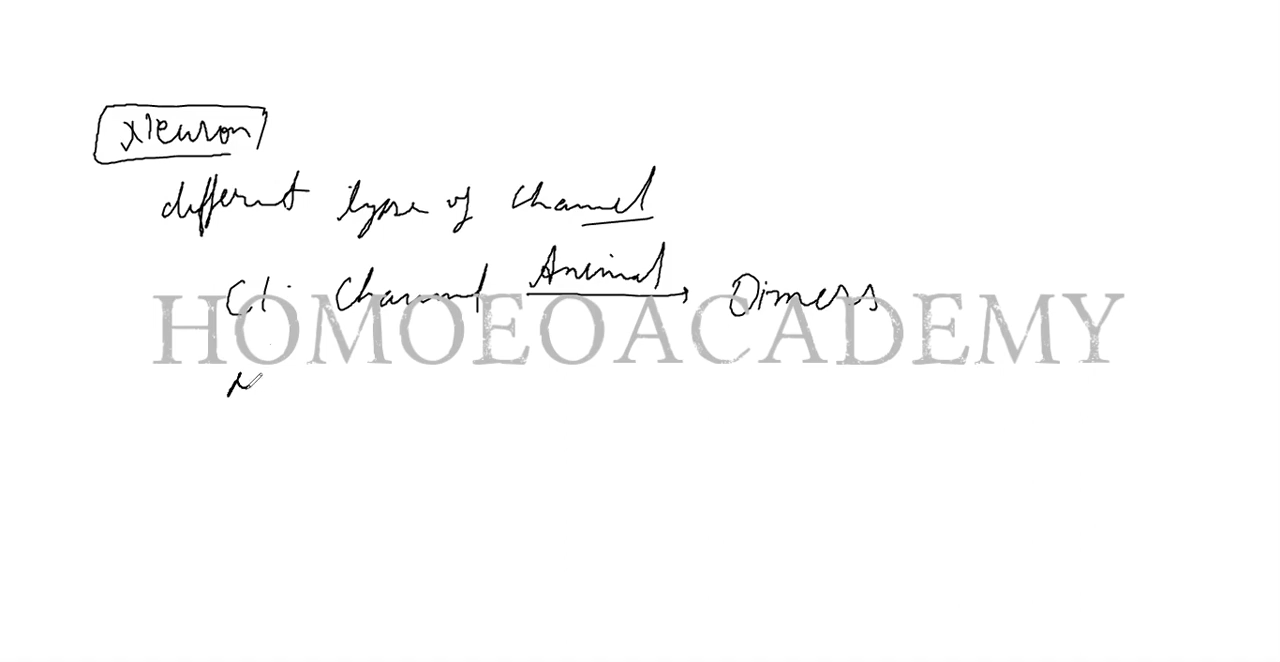 Neuron
different type of channel
Cl- Channel Animal → Dimers
HOMOEOACADEMY
N